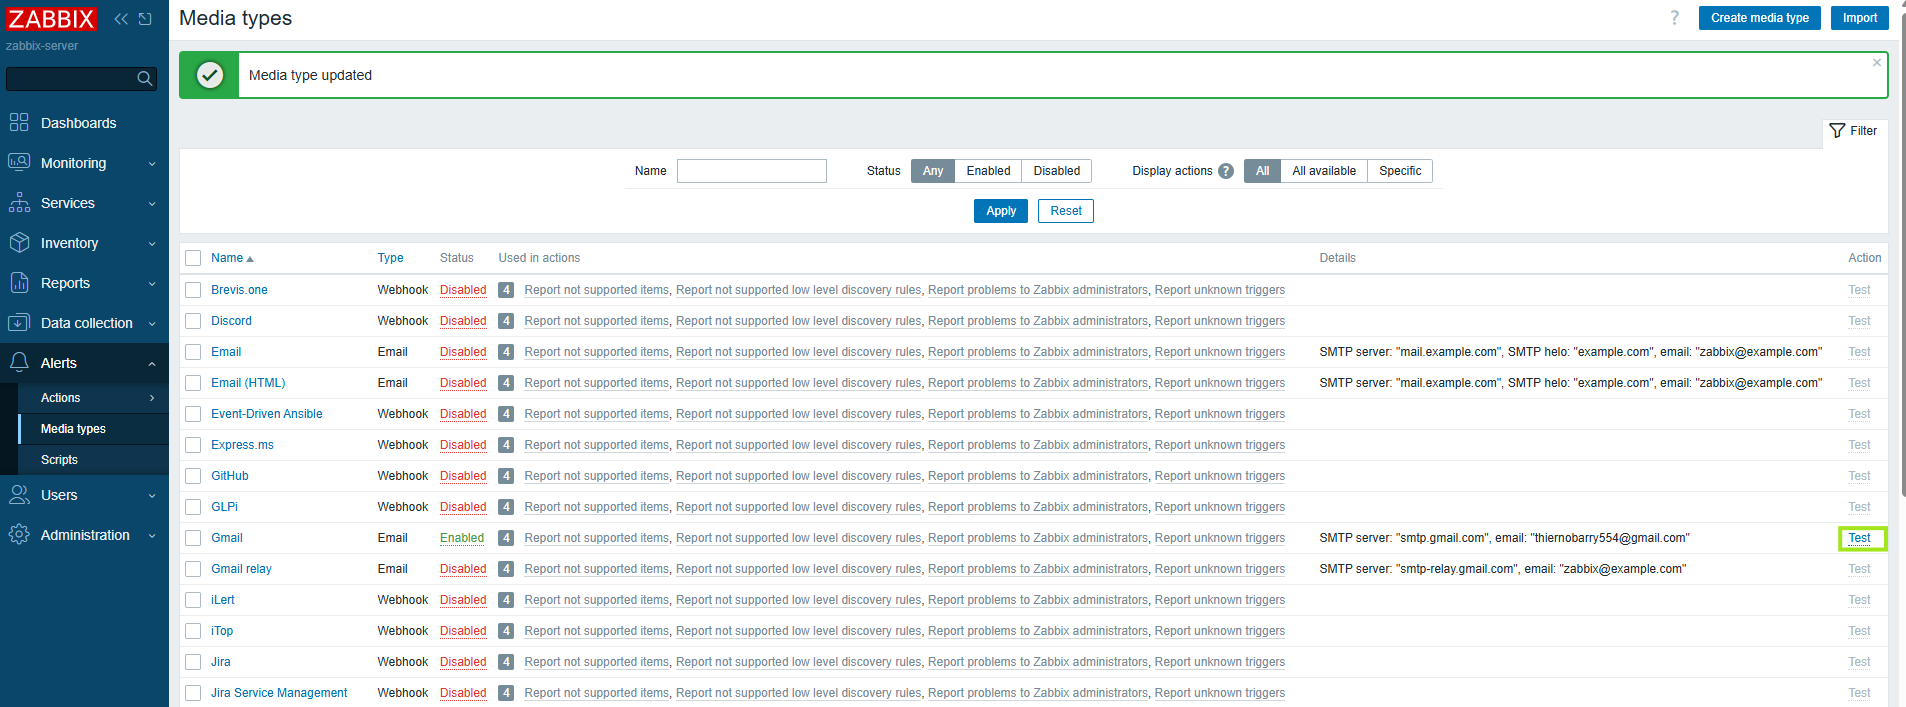 ZABBIX
zabbix-server
Dashboards
Monitoring
Services
Inventory
Reports
Data collection
Alerts
Actions
Media types
Scripts
Users
Administration
Media types
? Create media type Import
Media type updated
Filter
Name Status Any Enabled Disabled Display actions ? All All available Specific
Apply Reset
Name Type Status Used in actions Details Action
Brevis.one Webhook Disabled 4 Report not supported items, Report not supported low level discovery rules, Report problems to Zabbix administrators, Report unknown triggers Test
Discord Webhook Disabled 4 Report not supported items, Report not supported low level discovery rules, Report problems to Zabbix administrators, Report unknown triggers Test
Email Email Disabled 4 Report not supported items, Report not supported low level discovery rules, Report problems to Zabbix administrators, Report unknown triggers SMTP server: "mail.example.com", SMTP helo: "example.com", email: "zabbix@example.com" Test
Email (HTML) Email Disabled 4 Report not supported items, Report not supported low level discovery rules, Report problems to Zabbix administrators, Report unknown triggers SMTP server: "mail.example.com", SMTP helo: "example.com", email: "zabbix@example.com" Test
Event-Driven Ansible Webhook Disabled 4 Report not supported items, Report not supported low level discovery rules, Report problems to Zabbix administrators, Report unknown triggers Test
Express.ms Webhook Disabled 4 Report not supported items, Report not supported low level discovery rules, Report problems to Zabbix administrators, Report unknown triggers Test
GitHub Webhook Disabled 4 Report not supported items, Report not supported low level discovery rules, Report problems to Zabbix administrators, Report unknown triggers Test
GLPi Webhook Disabled 4 Report not supported items, Report not supported low level discovery rules, Report problems to Zabbix administrators, Report unknown triggers Test
Gmail Email Enabled 4 Report not supported items, Report not supported low level discovery rules, Report problems to Zabbix administrators, Report unknown triggers SMTP server: "smtp.gmail.com", email: "thiernobarry554@gmail.com" Test
Gmail relay Email Disabled 4 Report not supported items, Report not supported low level discovery rules, Report problems to Zabbix administrators, Report unknown triggers SMTP server: "smtp-relay.gmail.com", email: "zabbix@example.com" Test
iLert Webhook Disabled 4 Report not supported items, Report not supported low level discovery rules, Report problems to Zabbix administrators, Report unknown triggers Test
iTop Webhook Disabled 4 Report not supported items, Report not supported low level discovery rules, Report problems to Zabbix administrators, Report unknown triggers Test
Jira Webhook Disabled 4 Report not supported items, Report not supported low level discovery rules, Report problems to Zabbix administrators, Report unknown triggers Test
Jira Service Management Webhook Disabled 4 Report not supported items, Report not supported low level discovery rules, Report problems to Zabbix administrators, Report unknown triggers Test